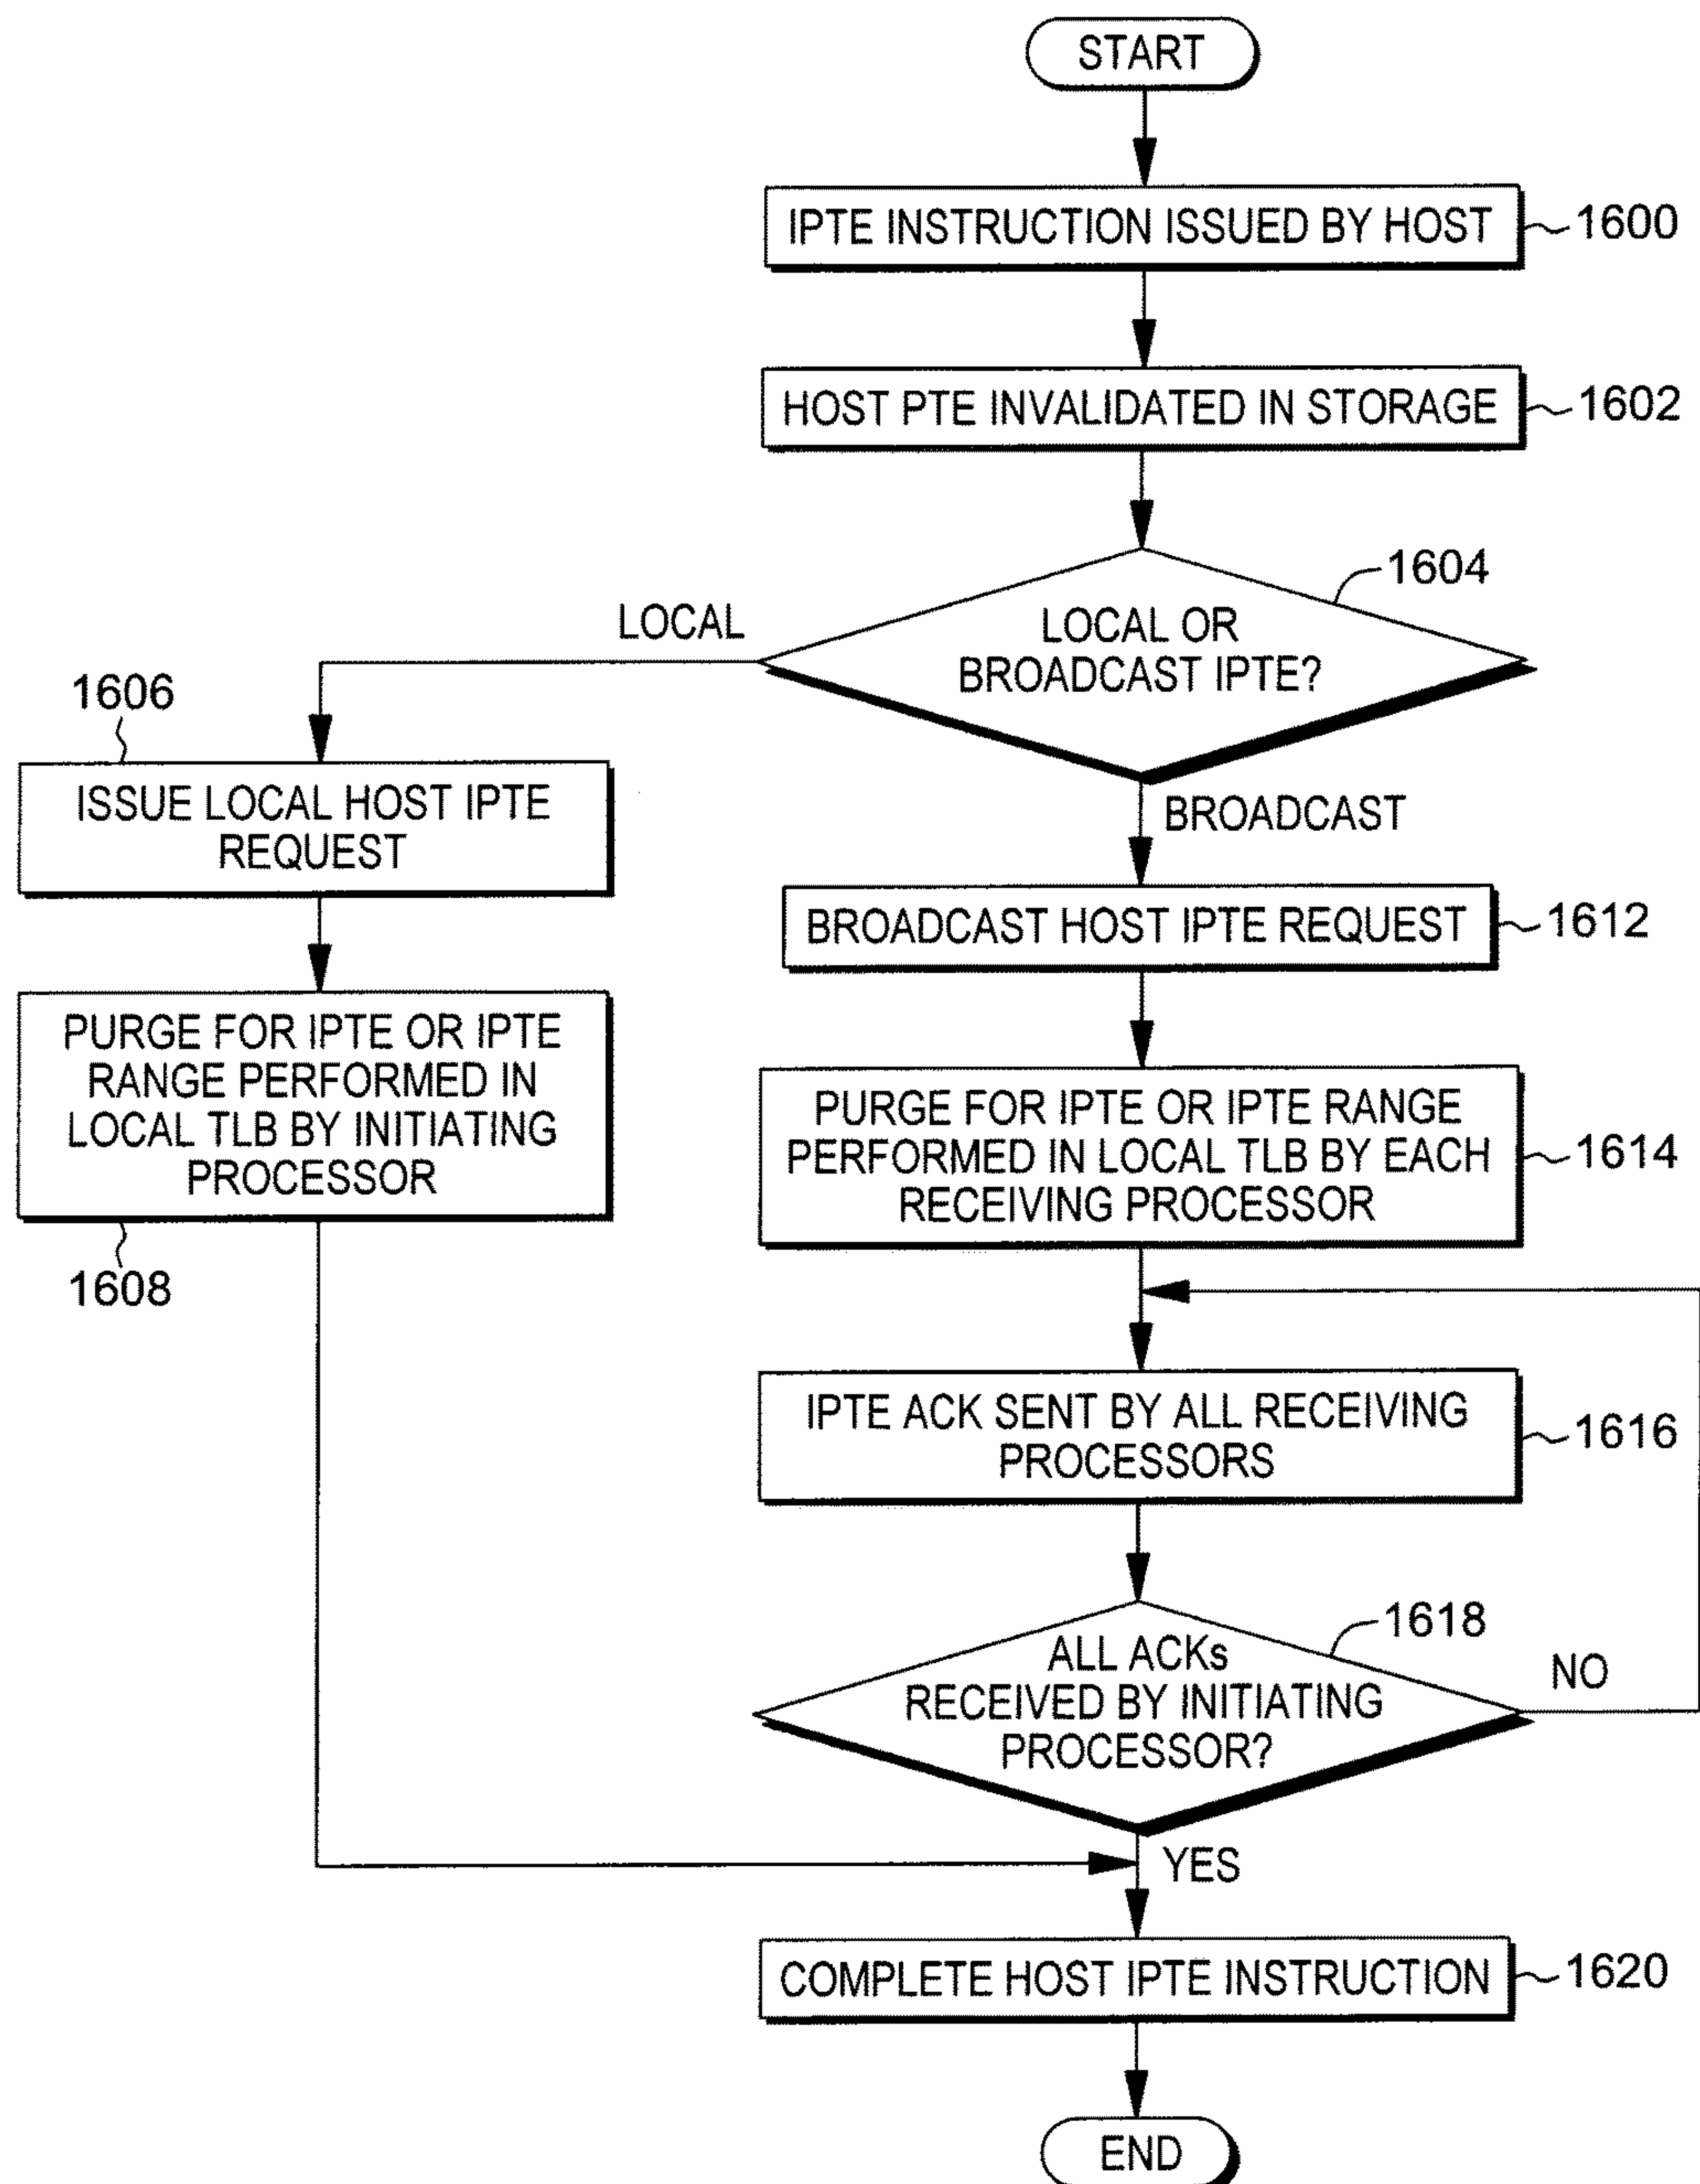 START
IPTE INSTRUCTION ISSUED BY HOST
1600
HOST PTE INVALIDATED IN STORAGE
1602
1604
LOCAL OR
BROADCAST IPTE?
LOCAL
1606
ISSUE LOCAL HOST IPTE
REQUEST
BROADCAST
BROADCAST HOST IPTE REQUEST
1612
PURGE FOR IPTE OR IPTE
RANGE PERFORMED IN
LOCAL TLB BY INITIATING
PROCESSOR
1608
PURGE FOR IPTE OR IPTE RANGE
PERFORMED IN LOCAL TLB BY EACH
RECEIVING PROCESSOR
1614
IPTE ACK SENT BY ALL RECEIVING
PROCESSORS
1616
1618
ALL ACKs
RECEIVED BY INITIATING
PROCESSOR?
NO
YES
COMPLETE HOST IPTE INSTRUCTION
1620
END